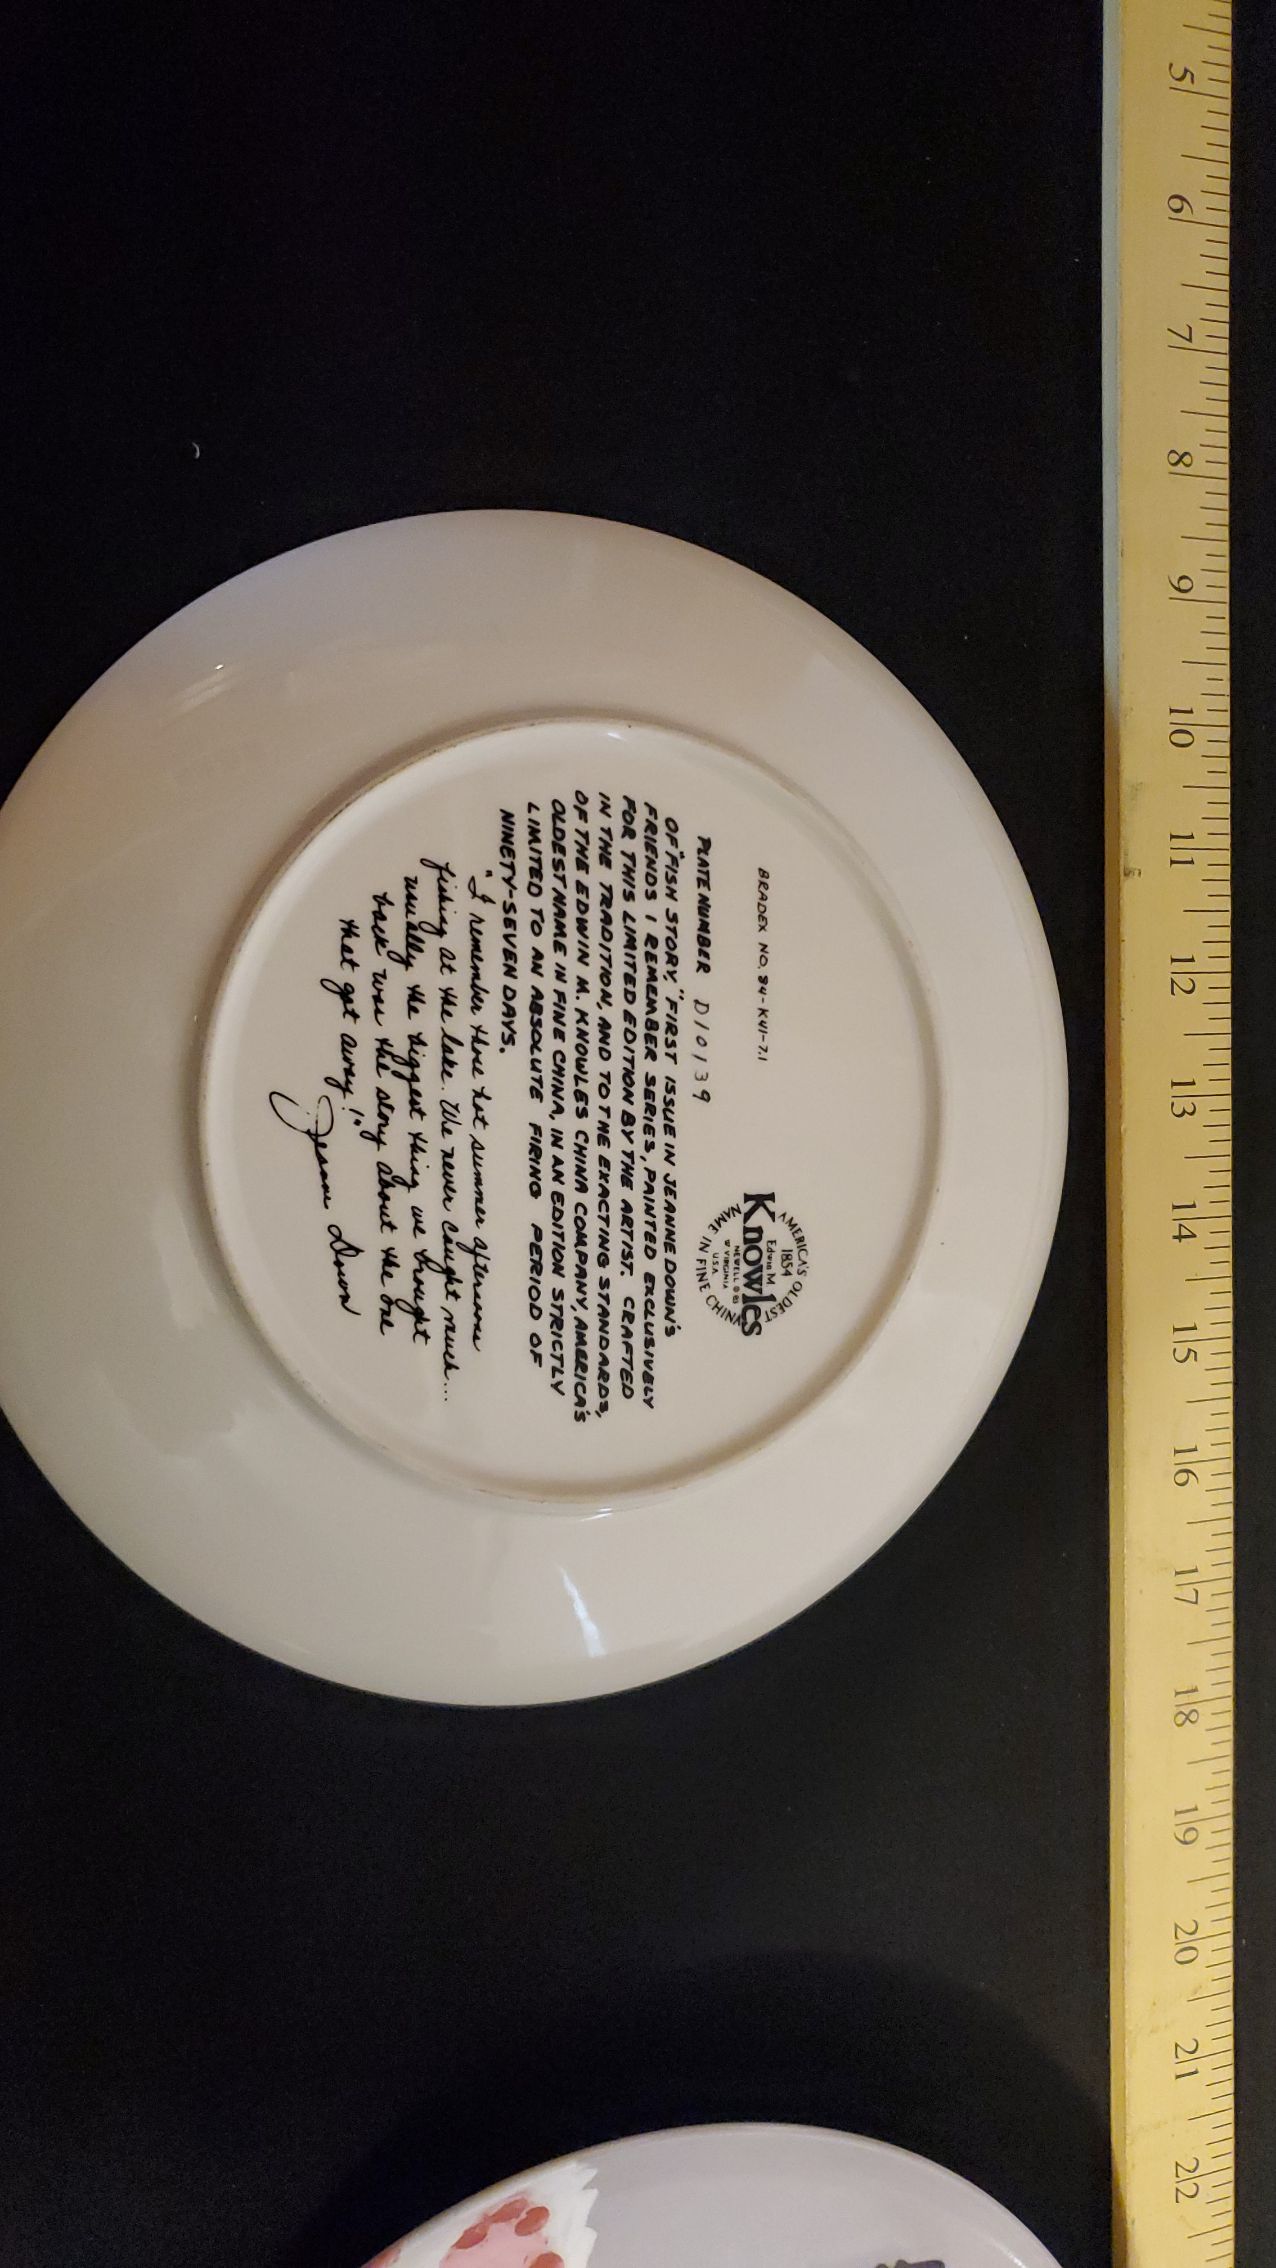 BRADEX NO. 84-K41-7.1
AMERICA'S OLDEST
1854
Edwin M.
Knowles
NEWELL
W VIRGINIA
U.S.A.
NAME IN FINE CHINA
PLATE NUMBER D10139
OF "FISH STORY," FIRST ISSUE IN JEANNE DOWN'S
FRIENDS I REMEMBER SERIES, PAINTED EXCLUSIVELY
FOR THIS LIMITED EDITION BY THE ARTIST. CRAFTED
IN THE TRADITION, AND TO THE EXACTING STANDARDS,
OF THE EDWIN M. KNOWLES CHINA COMPANY, AMERICA'S
OLDEST NAME IN FINE CHINA, IN AN EDITION STRICTLY
LIMITED TO AN ABSOLUTE FIRING PERIOD OF
NINETY-SEVEN DAYS.
"I remember those hot summer afternoons
fishing at the lake. We never caught much...
usually the biggest thing we brought
back was the story about the one
that got away!"
Jeanne Down
5 6 7 8 9 10 11 12 13 14 15 16 17 18 19 20 21 22